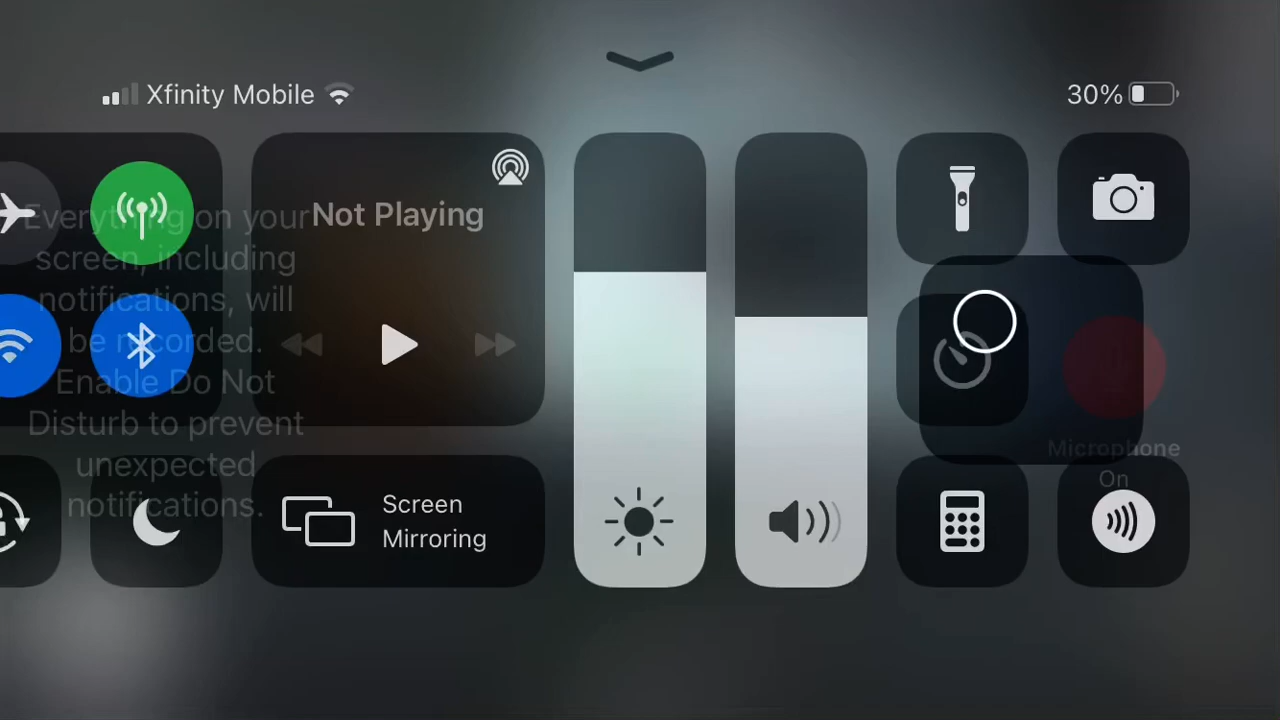 Xfinity Mobile
30%
Not Playing
Everything on your
screen, including
notifications, will
be recorded.
Enable Do Not
Disturb to prevent
unexpected
notifications.
Screen
Mirroring
Microphone
On